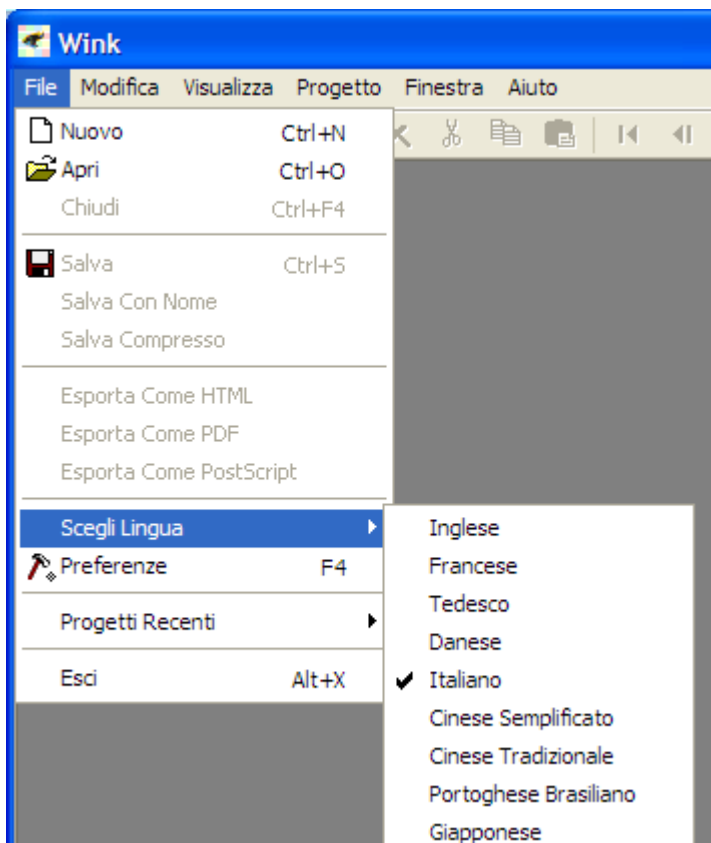 Wink
File Modifica Visualizza Progetto Finestra Aiuto
Nuovo Ctrl+N
Apri Ctrl+O
Chiudi Ctrl+F4
Salva Ctrl+S
Salva Con Nome
Salva Compresso
Esporta Come HTML
Esporta Come PDF
Esporta Come PostScript
Scegli Lingua
Preferenze F4
Progetti Recenti
Esci Alt+X
Inglese
Francese
Tedesco
Danese
Italiano
Cinese Semplificato
Cinese Tradizionale
Portoghese Brasiliano
Giapponese